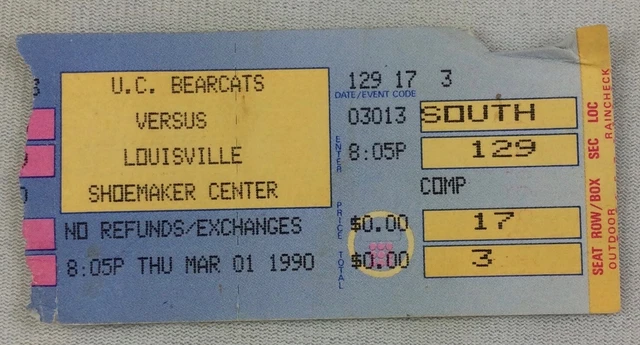 U.C. BEARCATS
VERSUS
LOUISVILLE
SHOEMAKER CENTER
NO REFUNDS/EXCHANGES
8:05P THU MAR 01 1990
129 17 3
DATE/EVENT CODE
03013
ENTER
8:05P
PRICE
$0.00
TOTAL
$0.00
SOUTH
129
COMP
17
3
LOC
SEC
ROW/BOX
SEAT
RAINCHECK
OUTDOOR